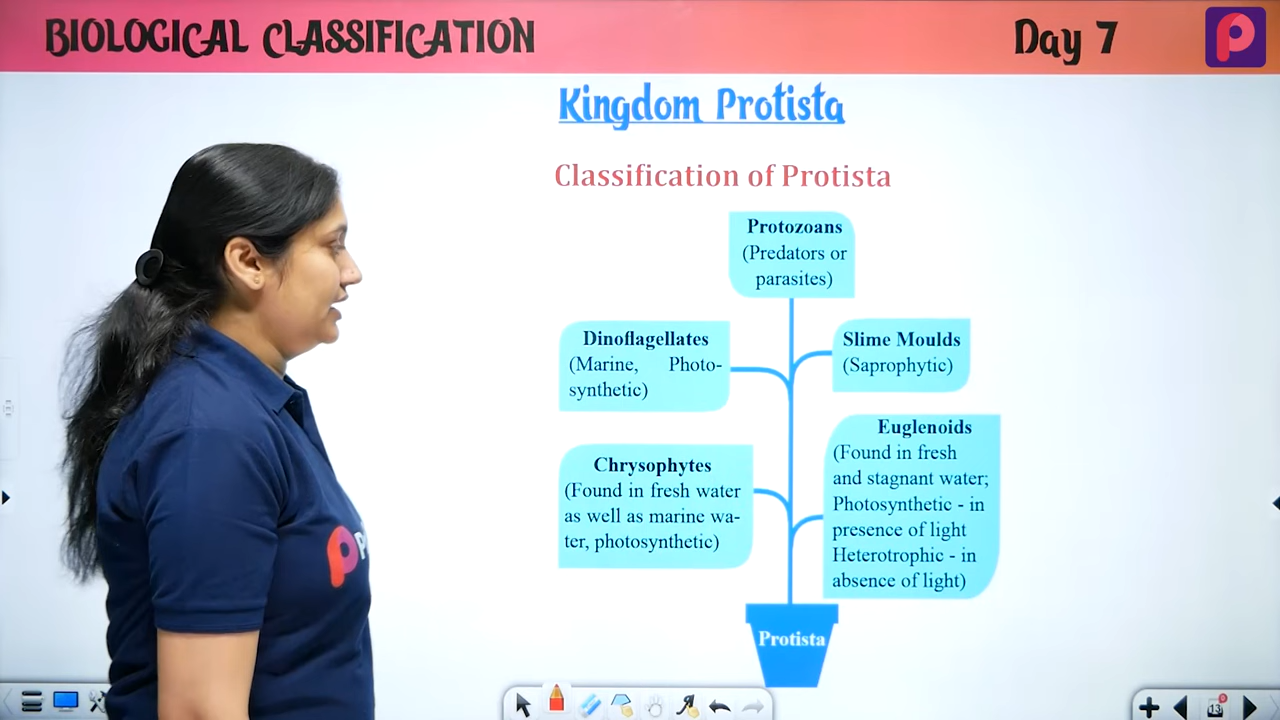 BIOLOGICAL CLASSIFICATION
Day 7
Kingdom Protista
Classification of Protista
Protozoans
(Predators or
parasites)
Dinoflagellates
(Marine, Photo-
synthetic)
Slime Moulds
(Saprophytic)
Chrysophytes
(Found in fresh water
as well as marine wa-
ter, photosynthetic)
Euglenoids
(Found in fresh
and stagnant water;
Photosynthetic - in
presence of light
Heterotrophic - in
absence of light)
Protista
13